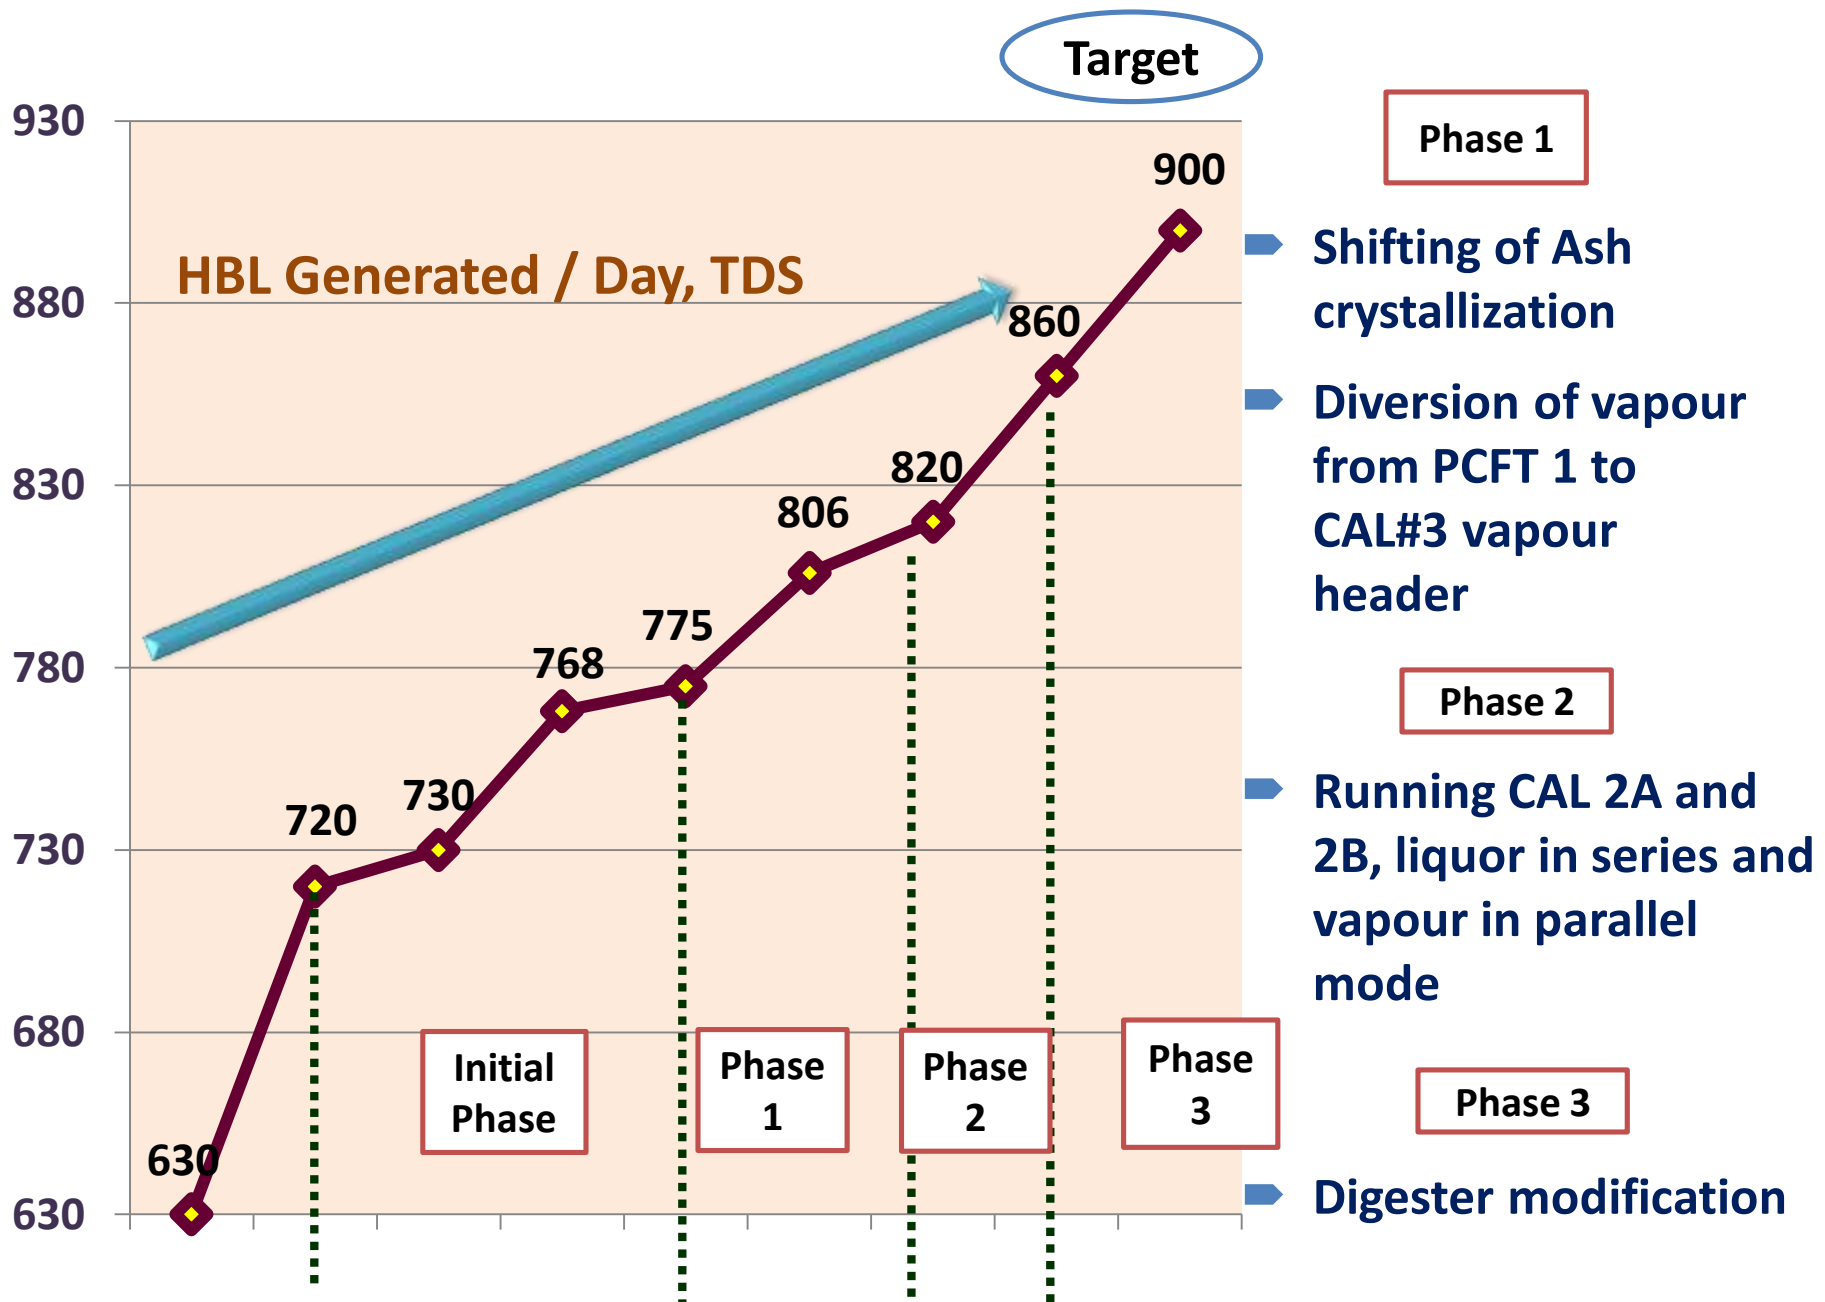 Target
930
880
830
780
730
680
630
HBL Generated / Day, TDS
630
720
730
768
775
806
820
860
900
Initial
Phase
Phase
1
Phase
2
Phase
3
Phase 1
Shifting of Ash
crystallization
Diversion of vapour
from PCFT 1 to
CAL#3 vapour
header
Phase 2
Running CAL 2A and
2B, liquor in series and
vapour in parallel
mode
Phase 3
Digester modification